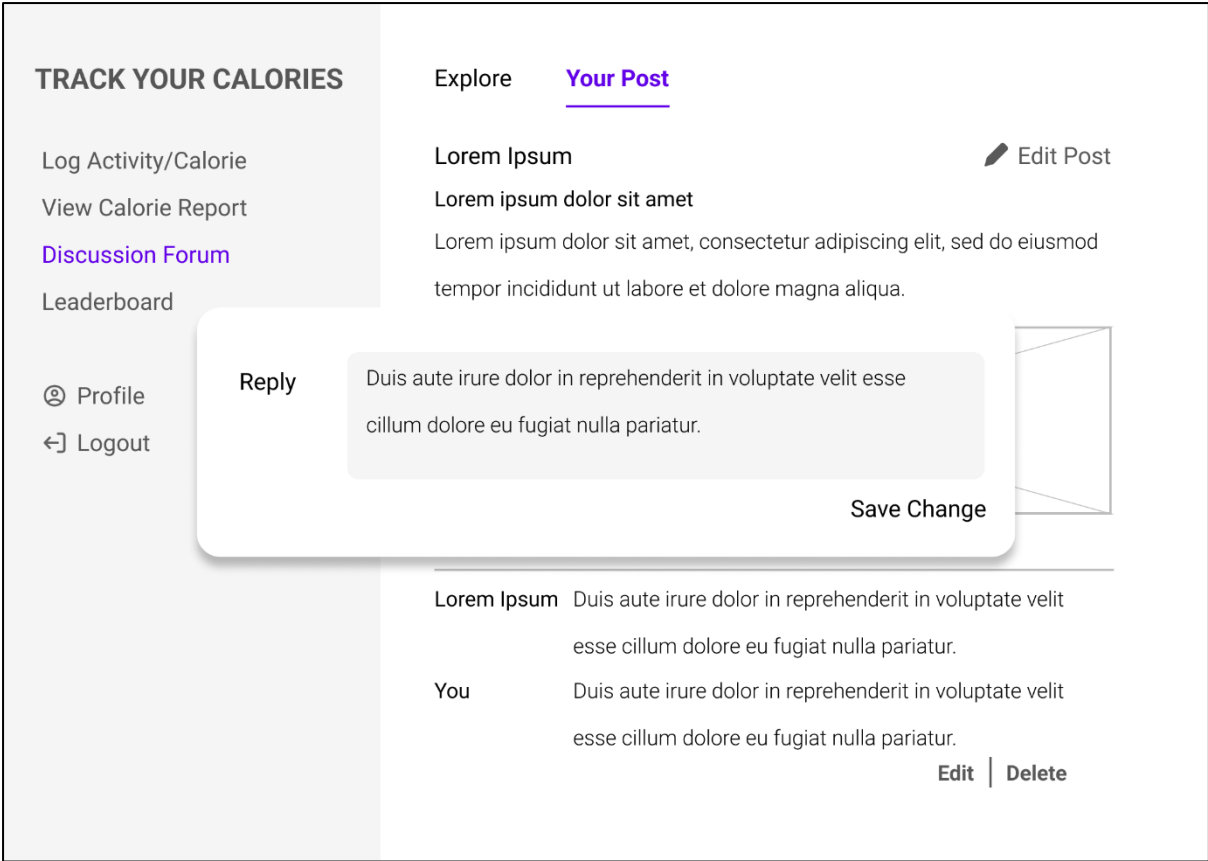 TRACK YOUR CALORIES
Log Activity/Calorie
View Calorie Report
Discussion Forum
Leaderboard
Profile
Logout
Explore
Your Post
Lorem Ipsum
Edit Post
Lorem ipsum dolor sit amet
Lorem ipsum dolor sit amet, consectetur adipiscing elit, sed do eiusmod
tempor incididunt ut labore et dolore magna aliqua.
Reply
Duis aute irure dolor in reprehenderit in voluptate velit esse
cillum dolore eu fugiat nulla pariatur.
Save Change
Lorem Ipsum
Duis aute irure dolor in reprehenderit in voluptate velit
esse cillum dolore eu fugiat nulla pariatur.
You
Duis aute irure dolor in reprehenderit in voluptate velit
esse cillum dolore eu fugiat nulla pariatur.
Edit | Delete